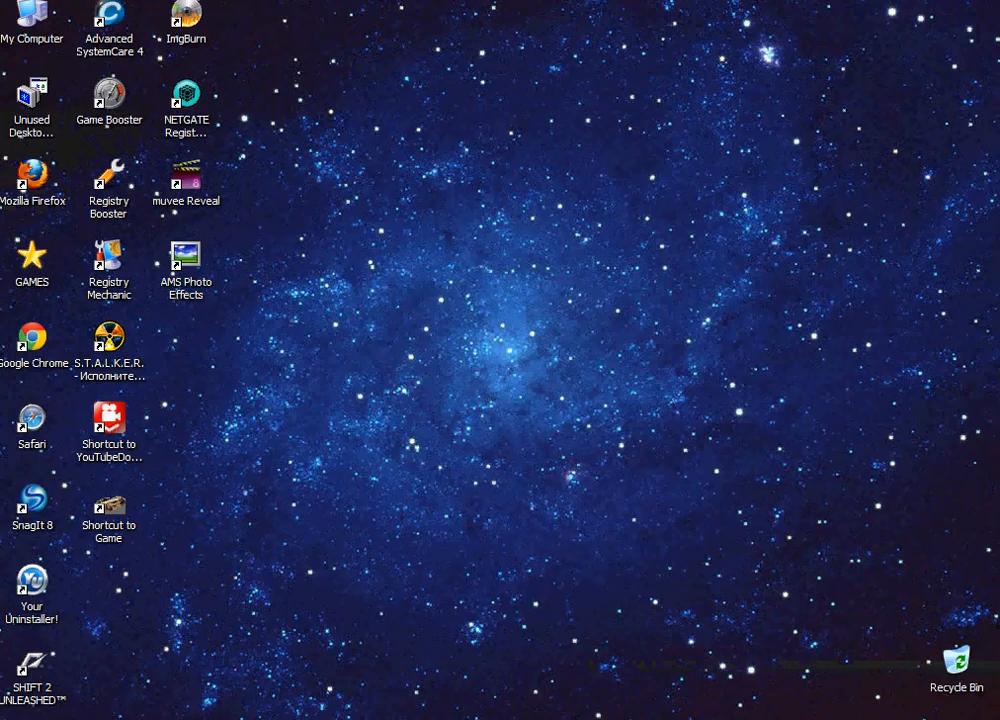 My Computer
Advanced
SystemCare 4
ImgBurn
Unused
Deskto...
Game Booster
NETGATE
Regist...
Mozilla Firefox
Registry
Booster
muvee Reveal
GAMES
Registry
Mechanic
AMS Photo
Effects
Google Chrome
S.T.A.L.K.E.R.
- Исполните...
Safari
Shortcut to
YouTubeDo...
SnagIt 8
Shortcut to
Game
Your
Uninstaller!
SHIFT 2
UNLEASHED™
Recycle Bin